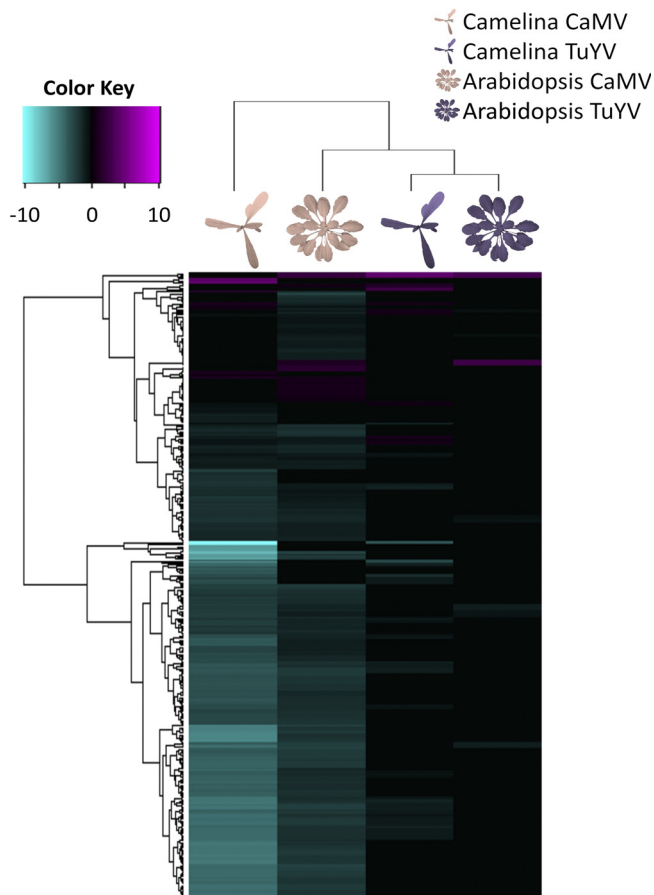 Camelina CaMV
Camelina TuYV
Arabidopsis CaMV
Arabidopsis TuYV
Color Key
-10 0 10